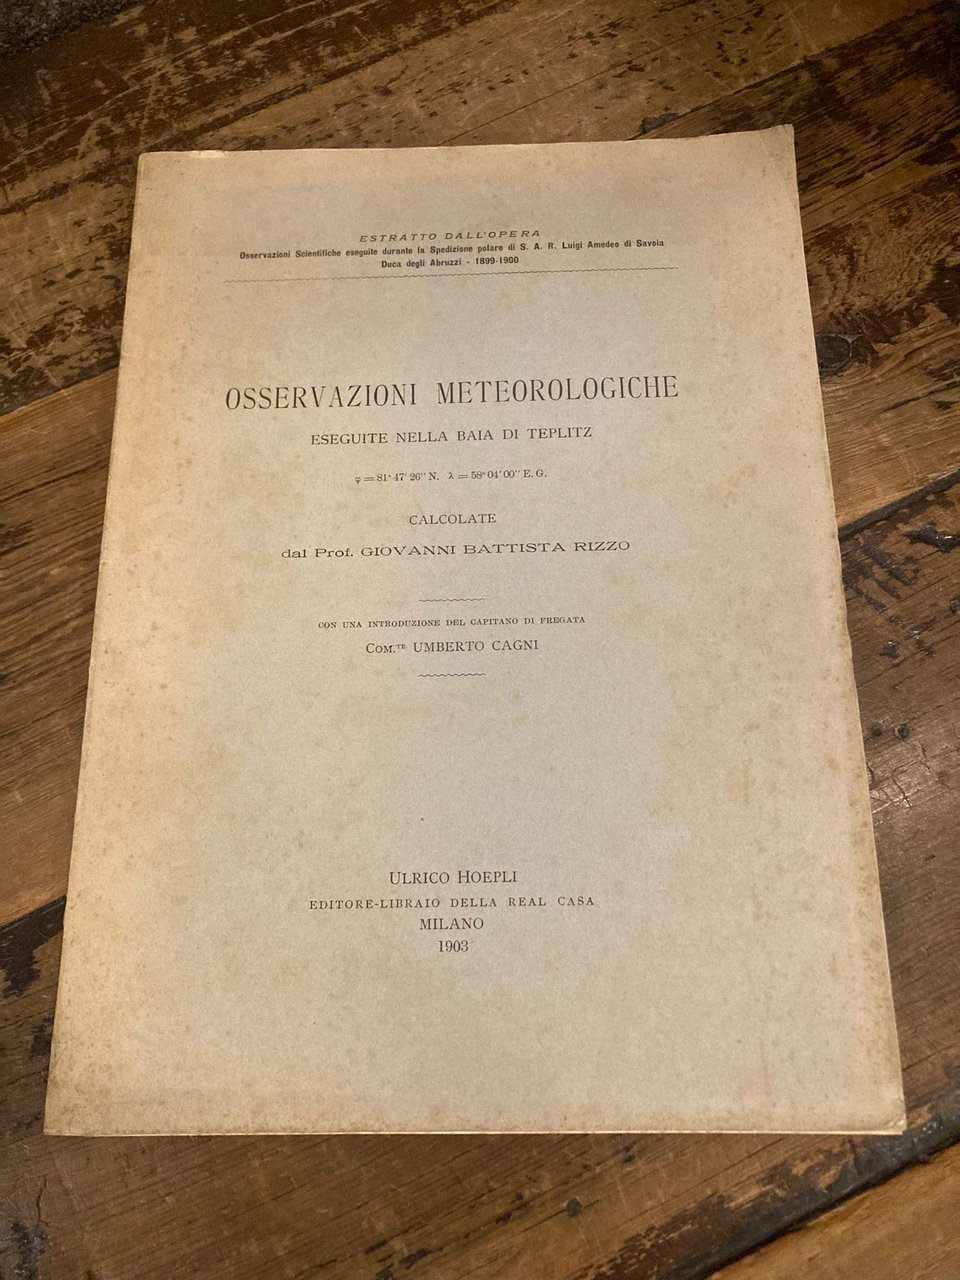 ESTRATTO DALL'OPERA
Osservazioni Scientifiche eseguite durante la Spedizione polare di S. A. R. Luigi Amedeo di Savoia
Duca degli Abruzzi - 1899-1900
OSSERVAZIONI METEOROLOGICHE
ESEGUITE NELLA BAIA DI TEPLITZ
φ = 81° 47' 26'' N. λ = 58° 04' 00'' E. G.
CALCOLATE
dal Prof. GIOVANNI BATTISTA RIZZO
CON UNA INTRODUZIONE DEL CAPITANO DI FREGATA
COM.TE UMBERTO CAGNI
ULRICO HOEPLI
EDITORE-LIBRAIO DELLA REAL CASA
MILANO
1903